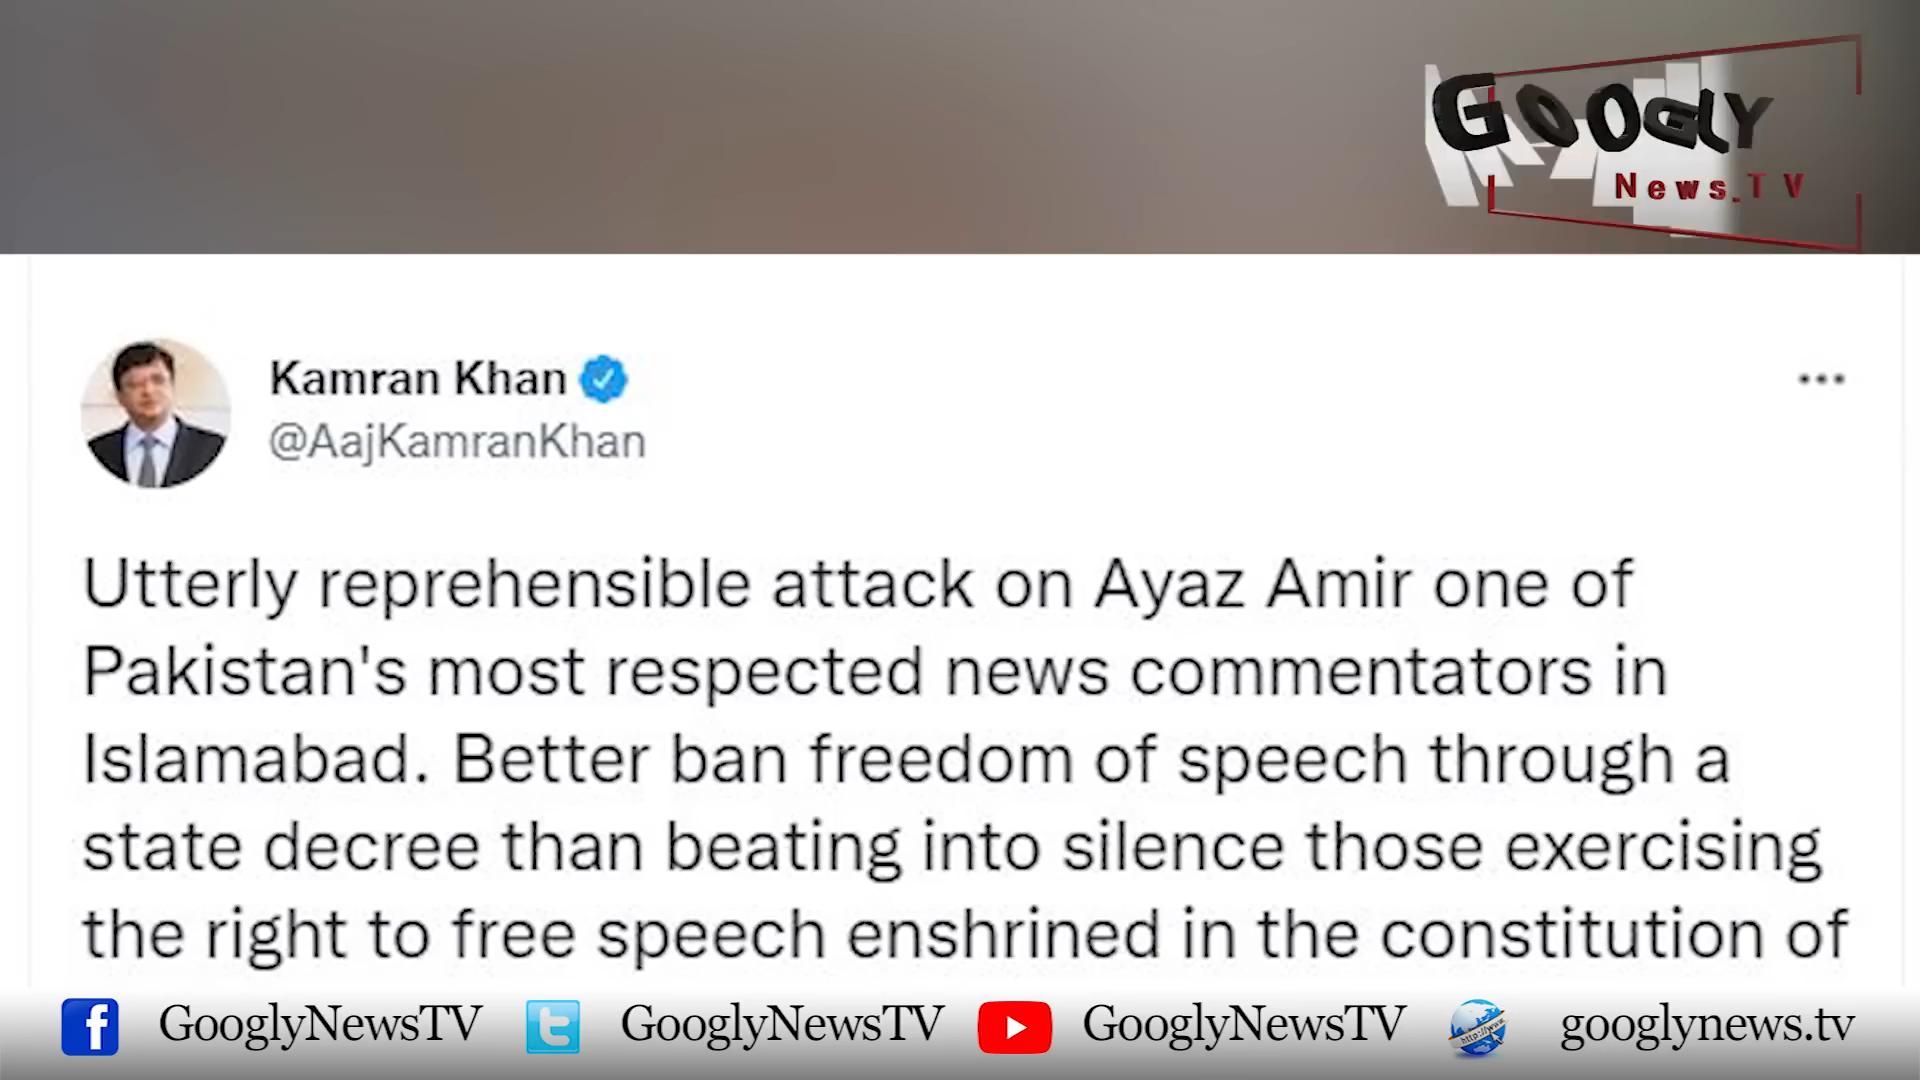 GOOGLY
News.TV
Kamran Khan
@AajKamranKhan
Utterly reprehensible attack on Ayaz Amir one of
Pakistan's most respected news commentators in
Islamabad. Better ban freedom of speech through a
state decree than beating into silence those exercising
the right to free speech enshrined in the constitution of
GooglyNewsTV GooglyNewsTV GooglyNewsTV googlynews.tv